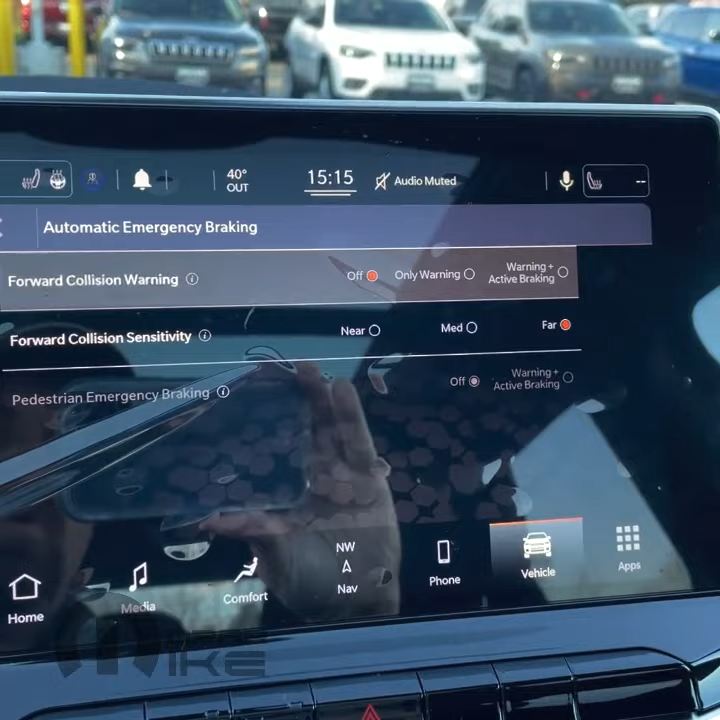 40°
OUT
15:15
Audio Muted
--
Automatic Emergency Braking
Forward Collision Warning
Off
Only Warning
Warning +
Active Braking
Forward Collision Sensitivity
Near
Med
Far
Pedestrian Emergency Braking
Off
Warning +
Active Braking
Home
Media
Comfort
NW
Nav
Phone
Vehicle
Apps
IKE